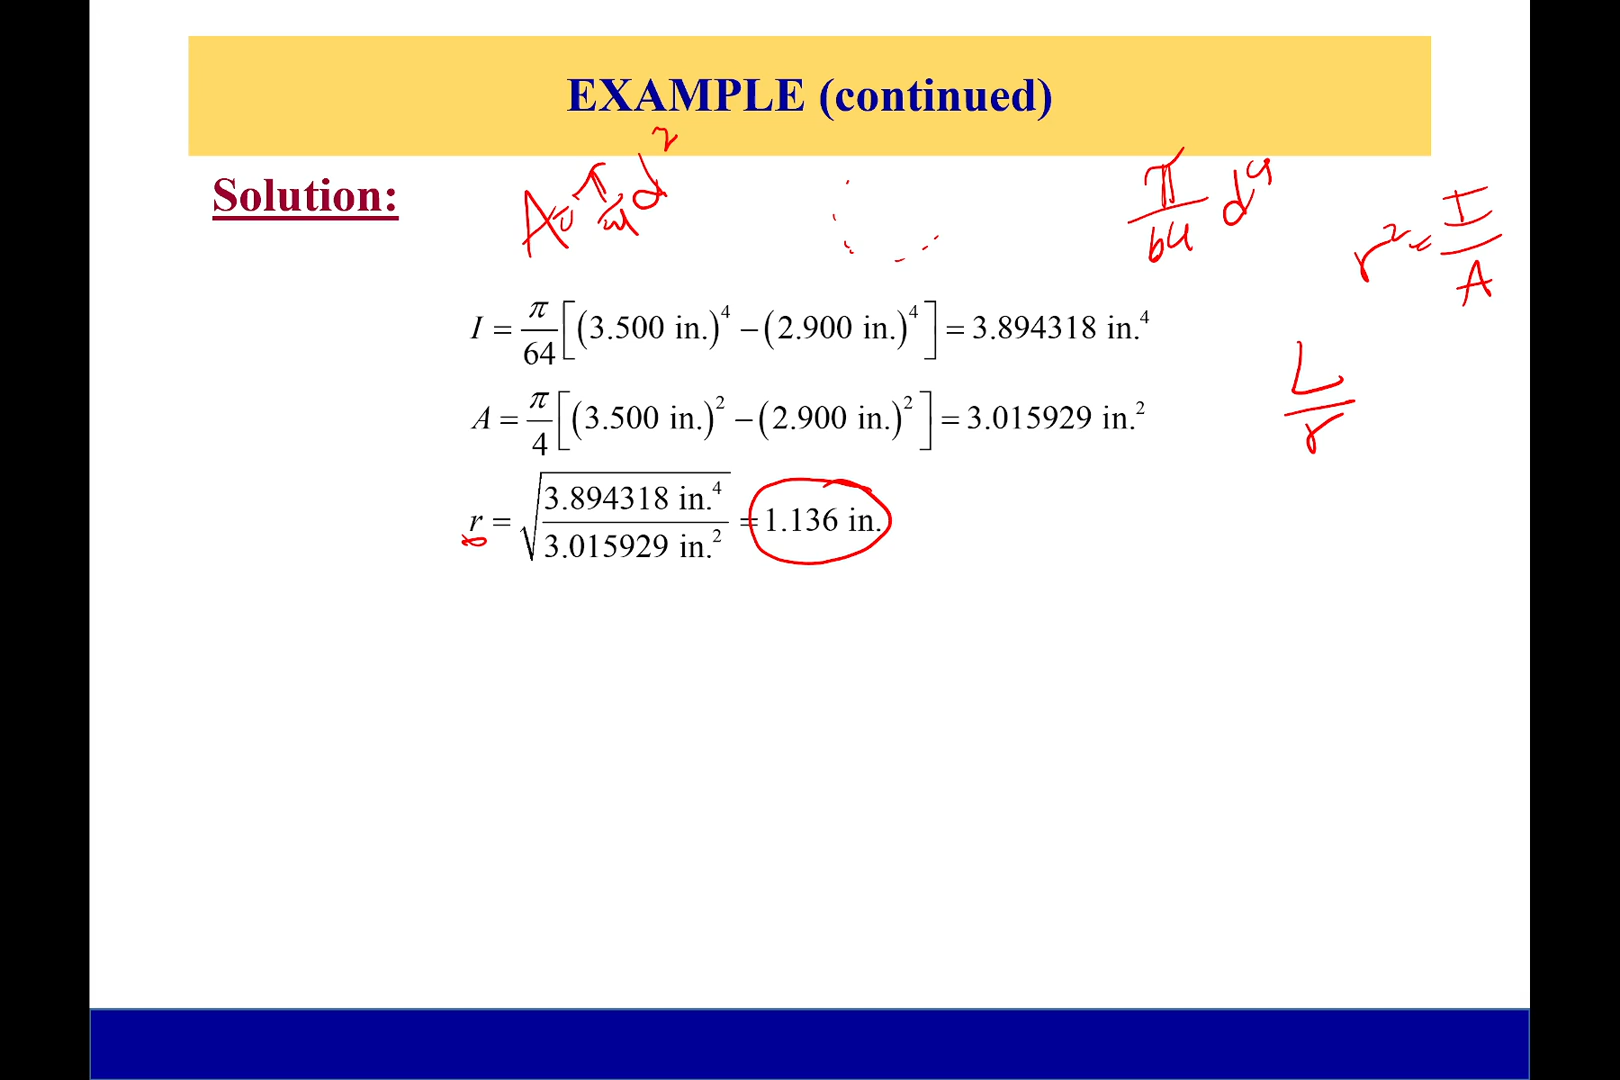 EXAMPLE (continued)
Solution:
A = π/4 d²
π/64 d⁴
r² = I/A
I = π/64 [(3.500 in.)⁴ − (2.900 in.)⁴] = 3.894318 in.⁴
L/r
A = π/4 [(3.500 in.)² − (2.900 in.)²] = 3.015929 in.²
r = √(3.894318 in.⁴ / 3.015929 in.²) = 1.136 in.